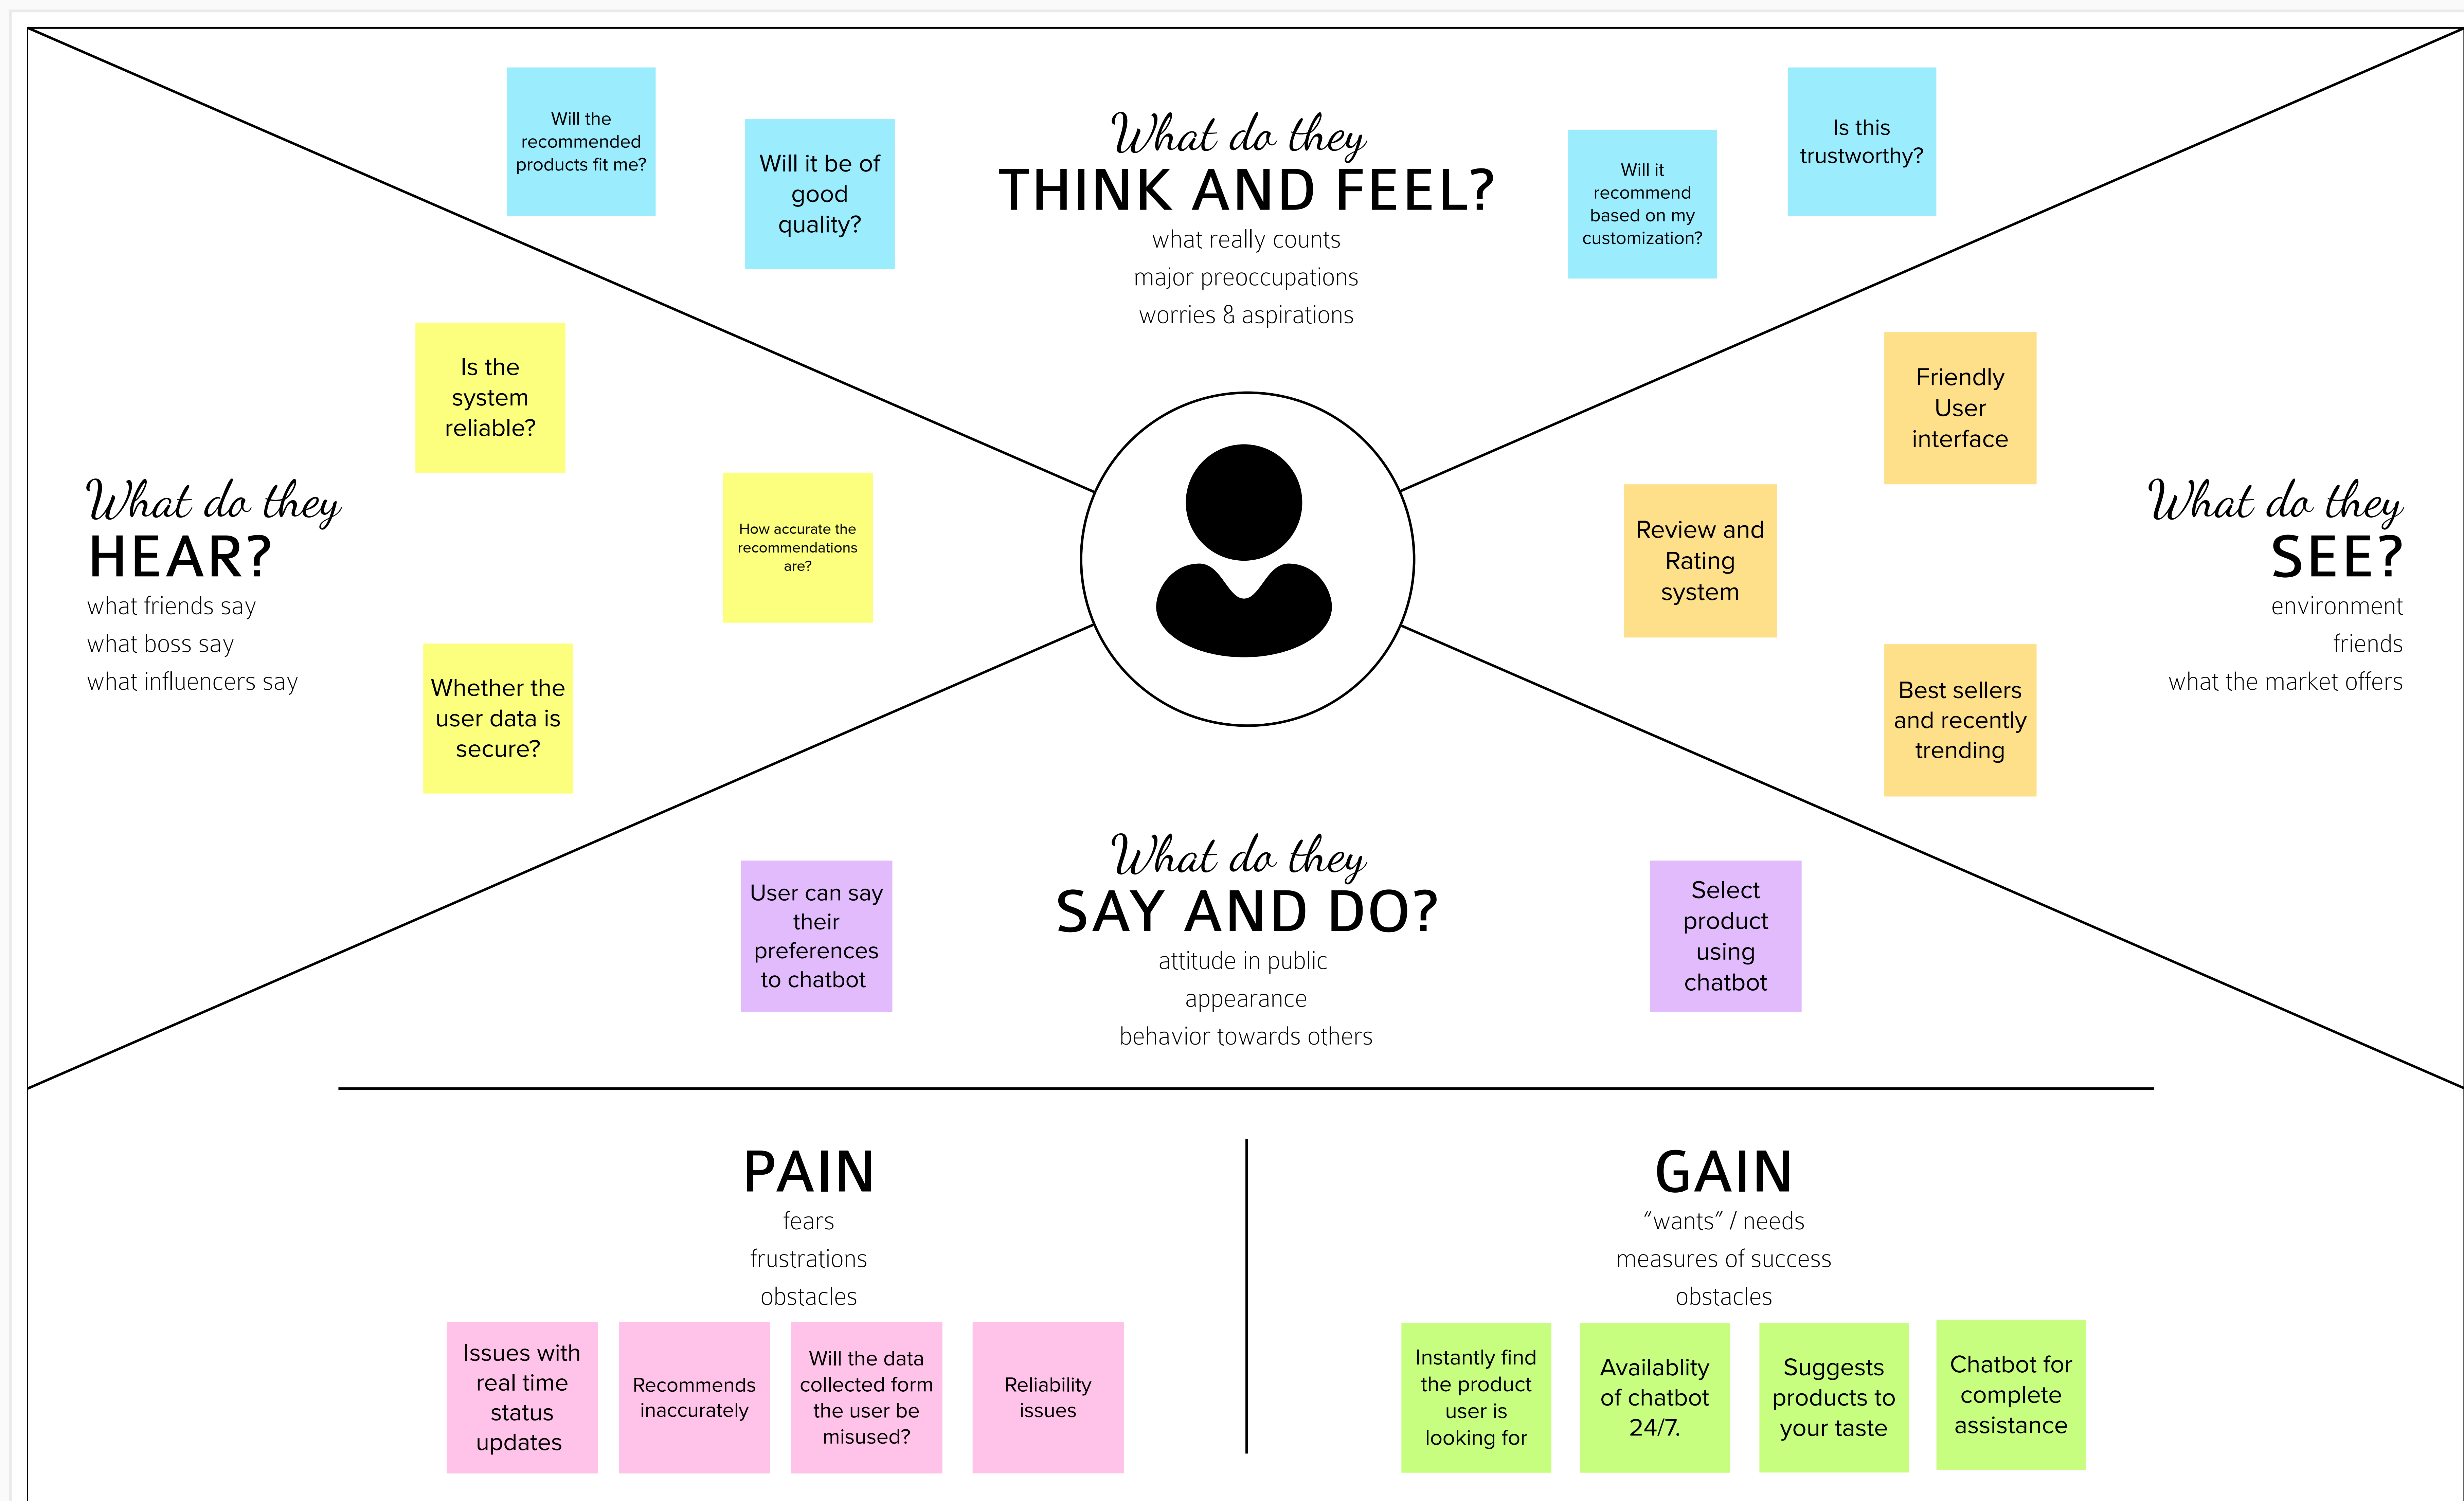 Will the
recommended
products fit me?
Will it be of
good
quality?
What do they
THINK AND FEEL?
what really counts
major preoccupations
worries & aspirations
Will it
recommend
based on my
customization?
Is this
trustworthy?
What do they
HEAR?
what friends say
what boss say
what influencers say
Is the
system
reliable?
How accurate the
recommendations
are?
Whether the
user data is
secure?
Friendly
User
interface
Review and
Rating
system
Best sellers
and recently
trending
What do they
SEE?
environment
friends
what the market offers
User can say
their
preferences
to chatbot
What do they
SAY AND DO?
attitude in public
appearance
behavior towards others
Select
product
using
chatbot
PAIN
fears
frustrations
obstacles
Issues with
real time
status
updates
Recommends
inaccurately
Will the data
collected form
the user be
misused?
Reliability
issues
GAIN
“wants” / needs
measures of success
obstacles
Instantly find
the product
user is
looking for
Availablity
of chatbot
24/7.
Suggests
products to
your taste
Chatbot for
complete
assistance